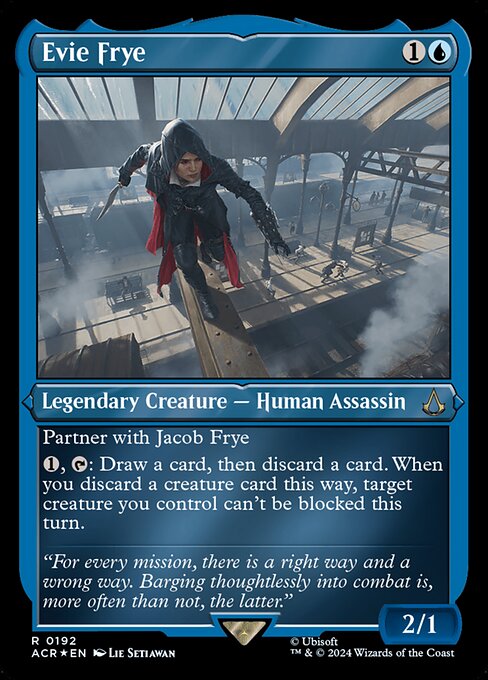 Evie Frye 1
Legendary Creature — Human Assassin
Partner with Jacob Frye
1, : Draw a card, then discard a card. When
you discard a creature card this way, target
creature you control can't be blocked this
turn.
“For every mission, there is a right way and a
wrong way. Barging thoughtlessly into combat is,
more often than not, the latter.”
2/1
R 0192
ACR★EN Lie Setiawan
© Ubisoft
™ & © 2024 Wizards of the Coast